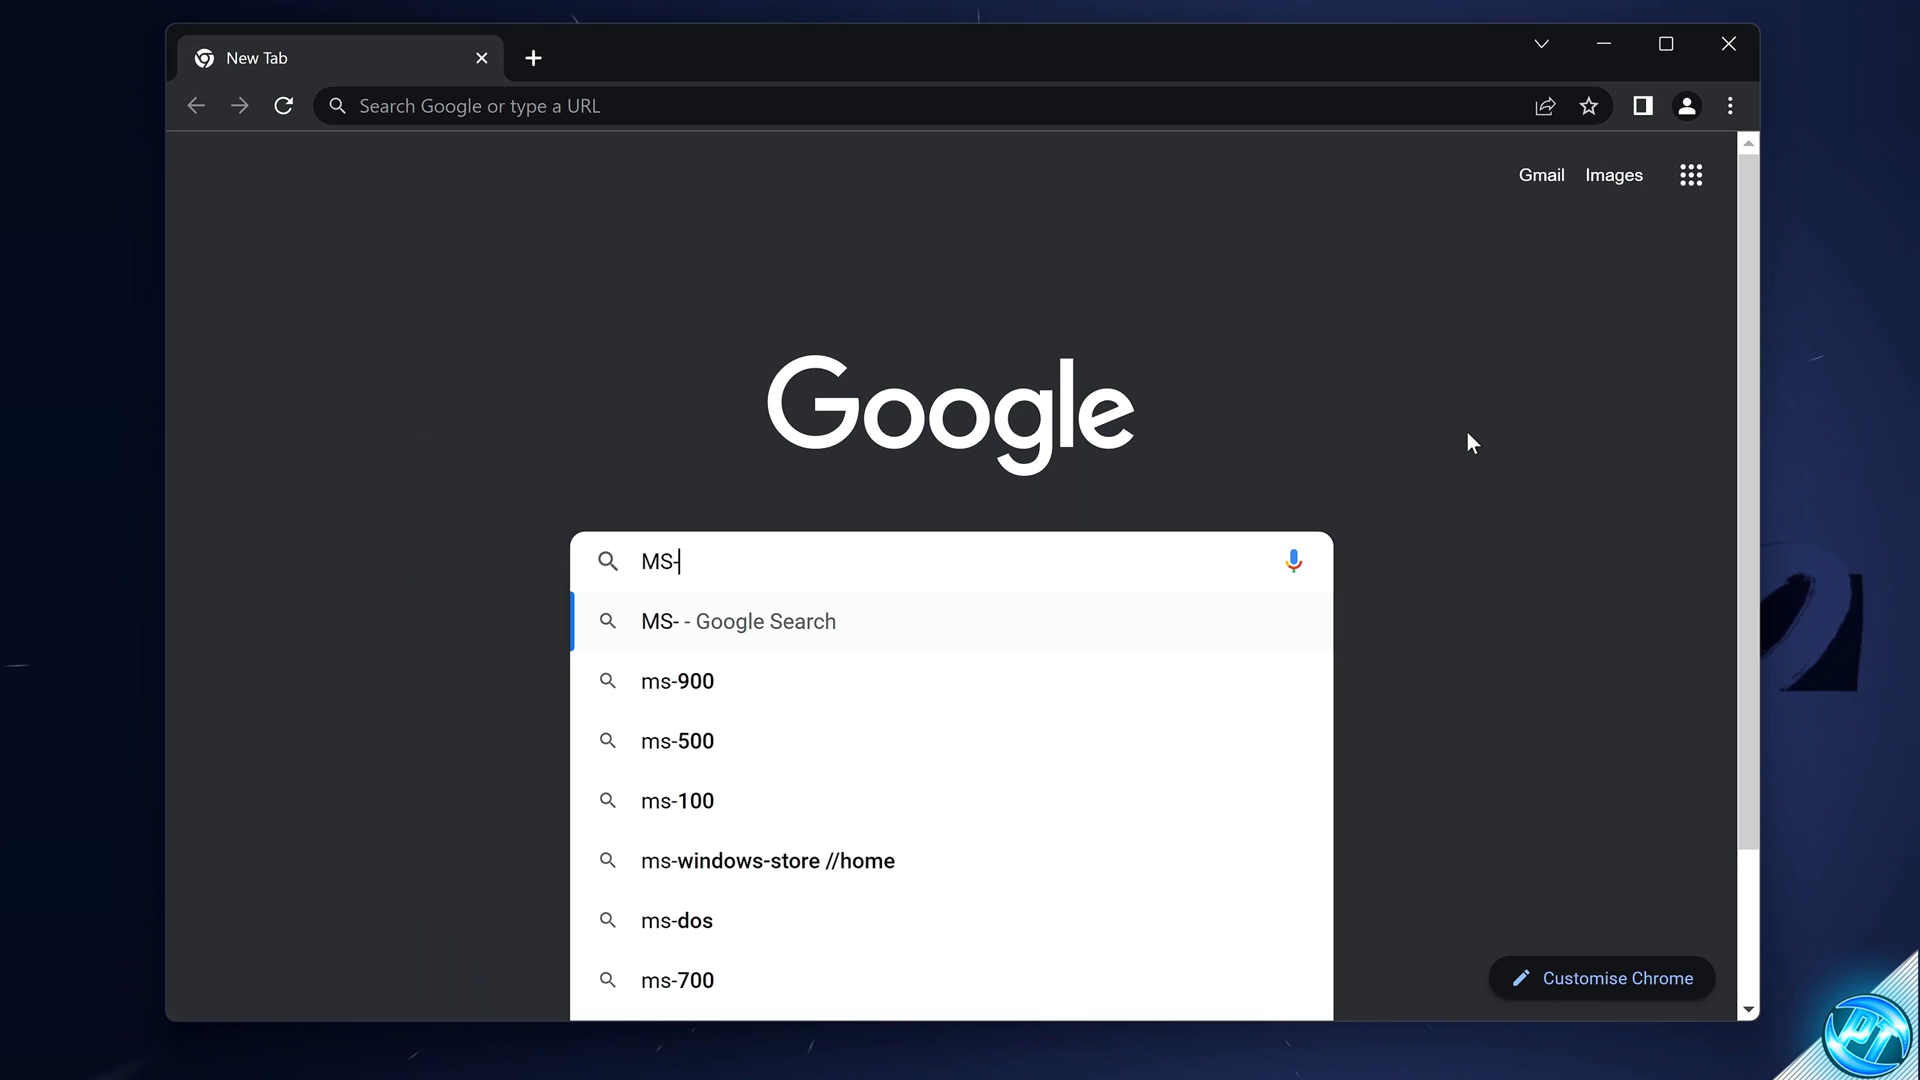 New Tab
Search Google or type a URL
Gmail Images
Google
MS-
MS- - Google Search
ms-900
ms-500
ms-100
ms-windows-store //home
ms-dos
ms-700
Customise Chrome
PT